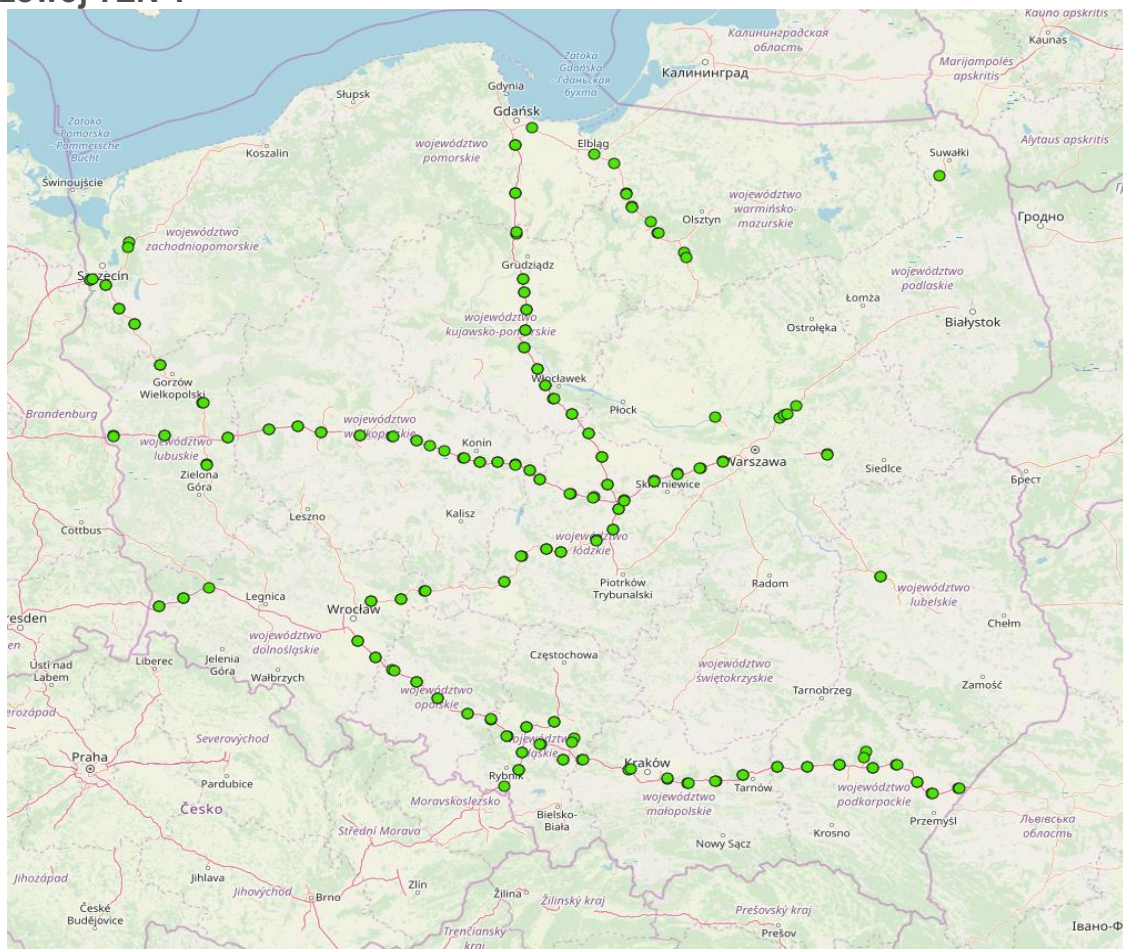 Kauno apskritis
Kaunas
Калининградская
область
Калининград
Marijampolės
apskritis
Zatoka
Gdańska
- Гданьская
бухта
Gdynia
Słupsk
Gdańsk
Zatoka
Pomorska
- Pommersche
Bucht
Koszalin
województwo
pomorskie
Elbląg
Alytaus apskritis
Suwałki
Świnoujście
województwo
warmińsko-
mazurskie
Olsztyn
Гродно
województwo
zachodniopomorskie
Grudziądz
województwo
podlaskie
Łomża
Białystok
Ostrołęka
województwo
kujawsko-pomorskie
Gorzów
Wielkopolski
Włocławek
Płock
Brandenburg
województwo
lubuskie
województwo
wielkopolskie
Konin
Warszawa
Siedlce
Брест
Zielona
Góra
Skierniewice
Leszno
Kalisz
Cottbus
województwo
łódzkie
Piotrków
Trybunalski
Radom
województwo
lubelskie
Legnica
Wrocław
Chełm
Ústí nad
Labem
Liberec
Jelenia
Góra
województwo
dolnośląskie
Wałbrzych
Częstochowa
województwo
świętokrzyskie
Tarnobrzeg
Zamość
województwo
opolskie
Severovýchod
Praha
Pardubice
Rybnik
Kraków
Tarnów
województwo
podkarpackie
Česko
Moravskoslezsko
województwo
małopolskie
Przemyśl
Львівська
область
Bielsko-
Biała
Krosno
Střední Morava
Nowy Sącz
Jihozápad
Jihlava
Jihovýchod
Brno
Zlín
Žilina
Žilinský kraj
České
Budějovice
Prešovský kraj
Prešov
Trenčiansky
kraj